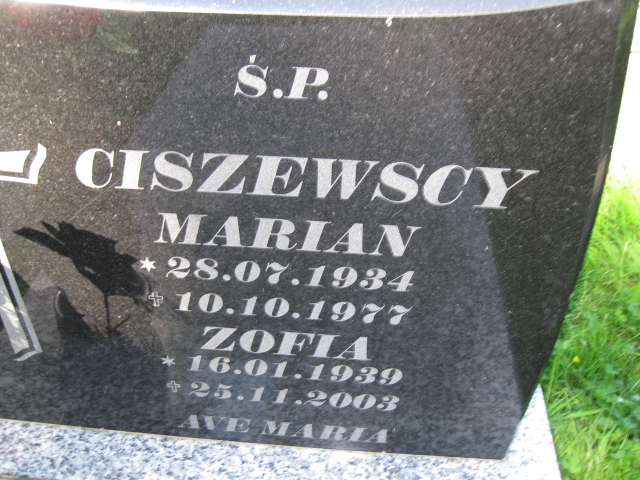 Ś.P.
CISZEWSCY
MARIAN
* 28.07.1934
✝ 10.10.1977
ZOFIA
* 16.01.1939
✝ 25.11.2003
AVE MARIA